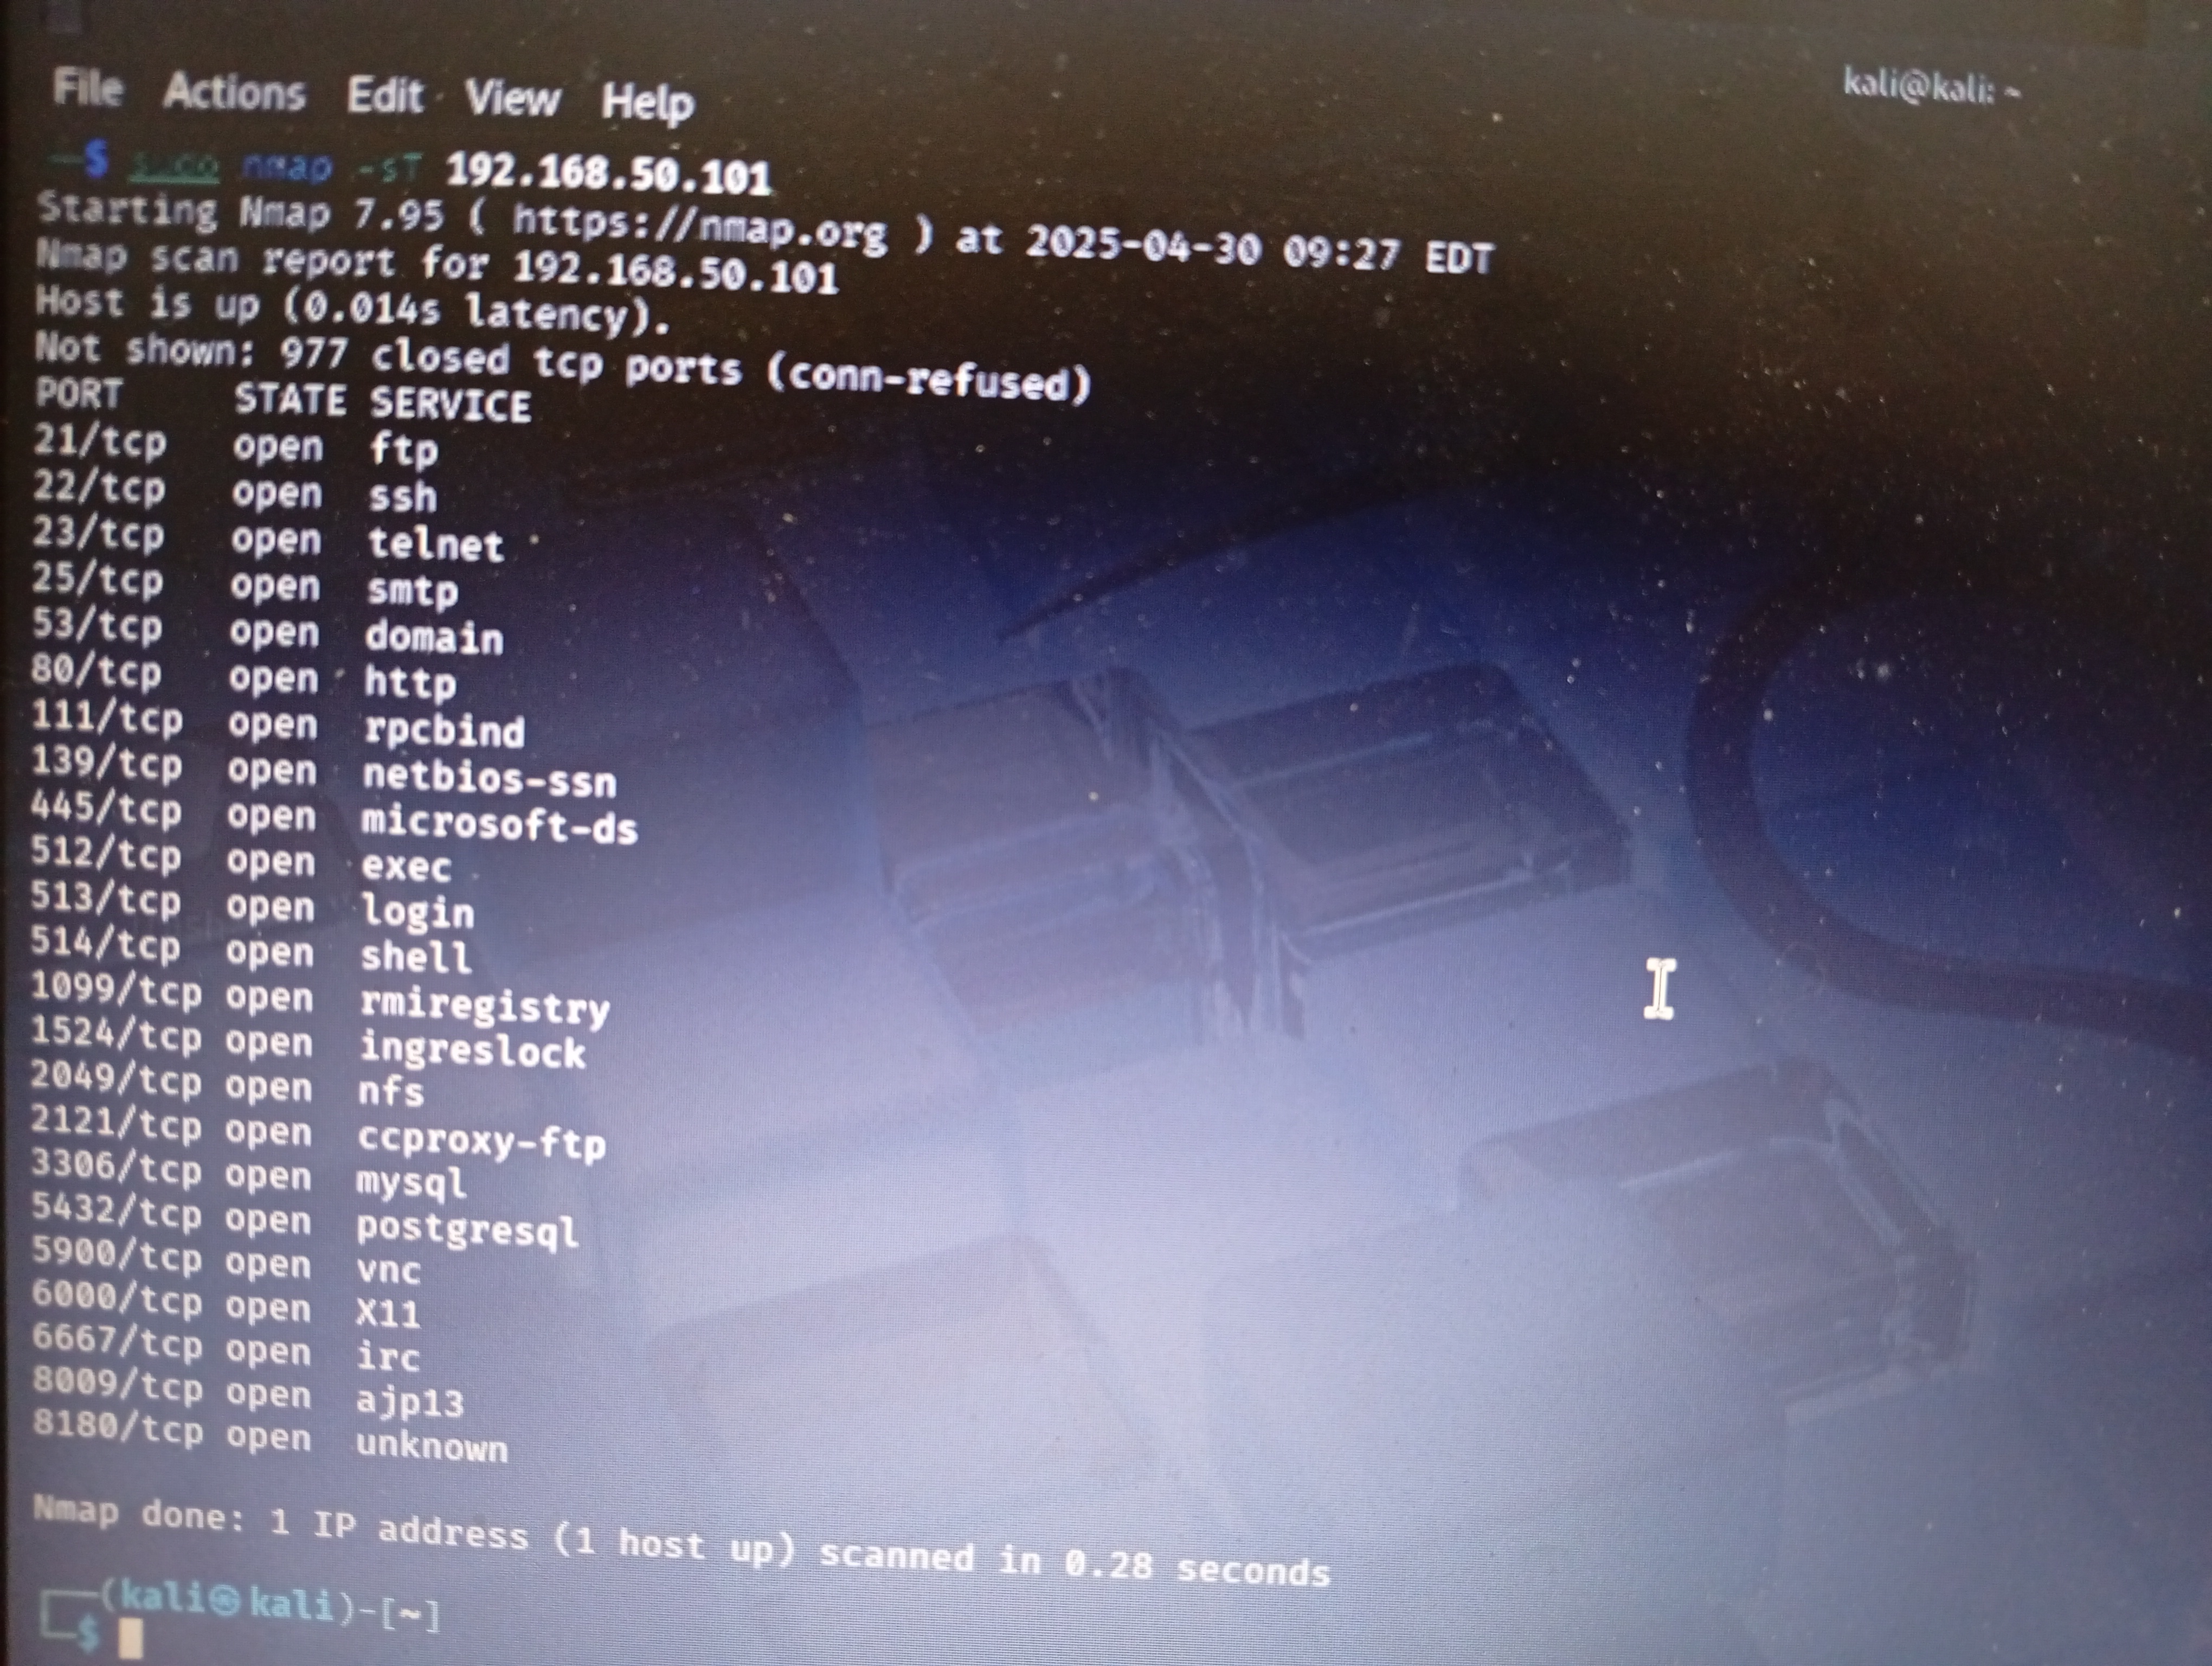 File Actions Edit View Help
kali@kali: ~
─$ sudo nmap -sT 192.168.50.101
Starting Nmap 7.95 ( https://nmap.org ) at 2025-04-30 09:27 EDT
Nmap scan report for 192.168.50.101
Host is up (0.014s latency).
Not shown: 977 closed tcp ports (conn-refused)
PORT     STATE SERVICE
21/tcp   open  ftp
22/tcp   open  ssh
23/tcp   open  telnet
25/tcp   open  smtp
53/tcp   open  domain
80/tcp   open  http
111/tcp  open  rpcbind
139/tcp  open  netbios-ssn
445/tcp  open  microsoft-ds
512/tcp  open  exec
513/tcp  open  login
514/tcp  open  shell
1099/tcp open  rmiregistry
1524/tcp open  ingreslock
2049/tcp open  nfs
2121/tcp open  ccproxy-ftp
3306/tcp open  mysql
5432/tcp open  postgresql
5900/tcp open  vnc
6000/tcp open  X11
6667/tcp open  irc
8009/tcp open  ajp13
8180/tcp open  unknown
Nmap done: 1 IP address (1 host up) scanned in 0.28 seconds
┌──(kali㉿kali)-[~]
└─$